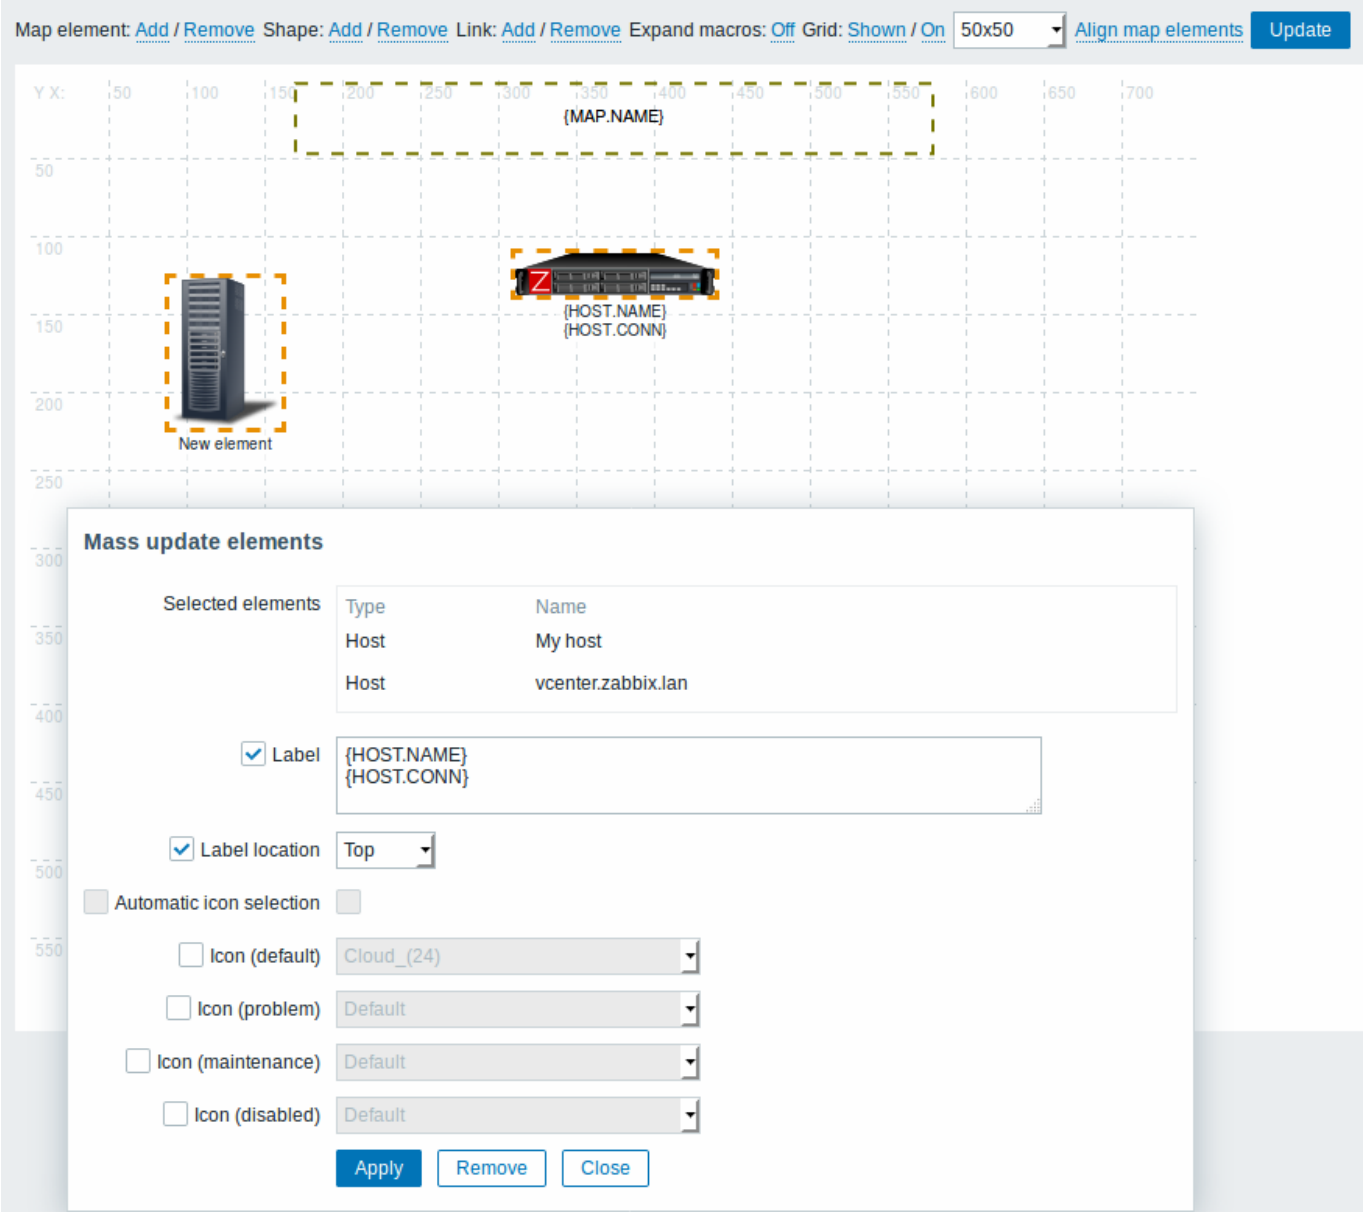 Map element: Add / Remove Shape: Add / Remove Link: Add / Remove Expand macros: Off Grid: Shown / On 50x50 Align map elements Update
Y X: 50 100 150 200 250 300 350 400 450 500 550 600 650 700
{MAP.NAME}
50
100
Z
{HOST.NAME}
150
{HOST.CONN}
200
New element
250
Mass update elements
300
Selected elements Type Name
350
Host My host
Host vcenter.zabbix.lan
400
Label {HOST.NAME}
{HOST.CONN}
450
Label location Top
500
Automatic icon selection
550
Icon (default) Cloud_(24)
Icon (problem) Default
Icon (maintenance) Default
Icon (disabled) Default
Apply Remove Close